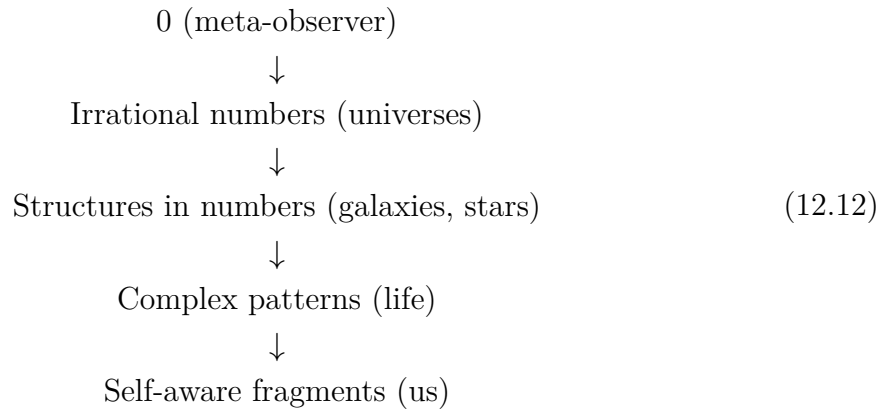 0 (meta-observer)
↓
Irrational numbers (universes)
↓
Structures in numbers (galaxies, stars) (12.12)
↓
Complex patterns (life)
↓
Self-aware fragments (us)